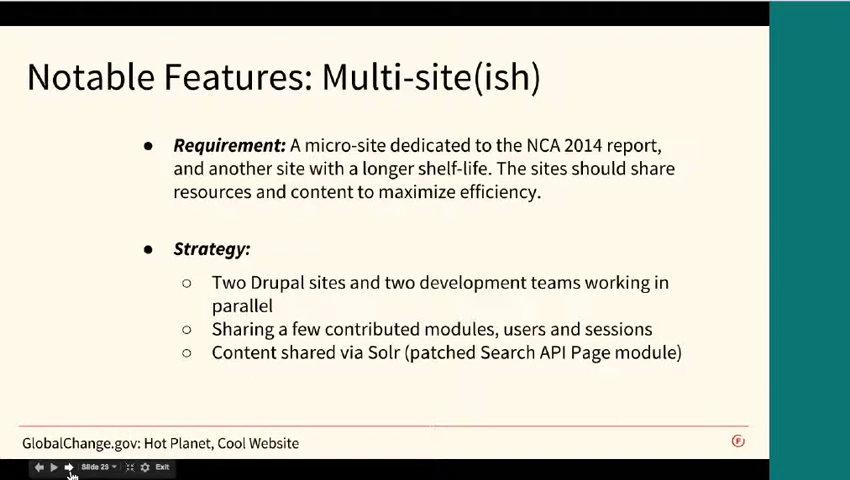 Notable Features: Multi-site(ish)
● Requirement: A micro-site dedicated to the NCA 2014 report,
and another site with a longer shelf-life. The sites should share
resources and content to maximize efficiency.
● Strategy:
○ Two Drupal sites and two development teams working in
parallel
○ Sharing a few contributed modules, users and sessions
○ Content shared via Solr (patched Search API Page module)
GlobalChange.gov: Hot Planet, Cool Website
F
Slide 29 Exit